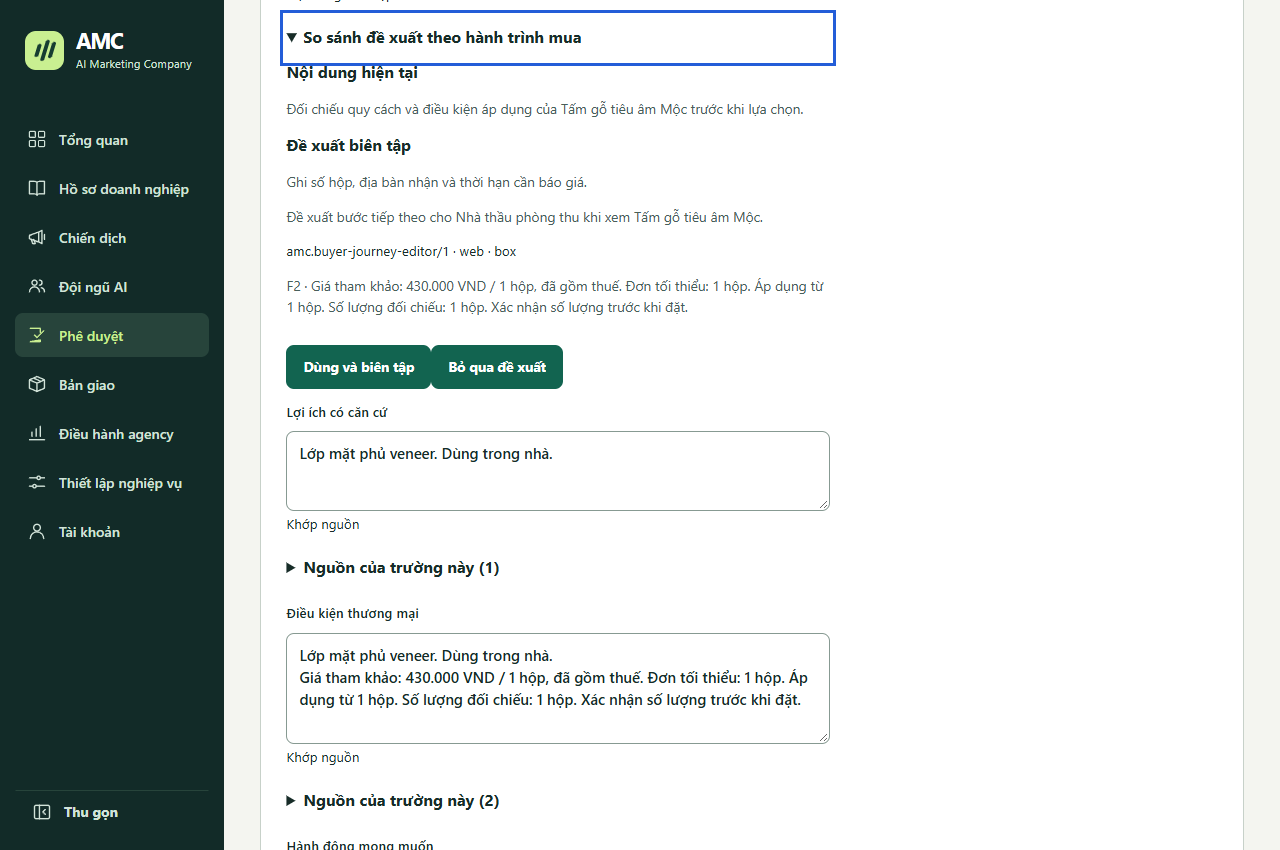 AMC
AI Marketing Company
Tổng quan
Hồ sơ doanh nghiệp
Chiến dịch
Đội ngũ AI
Phê duyệt
Bản giao
Điều hành agency
Thiết lập nghiệp vụ
Tài khoản
Thu gọn
So sánh đề xuất theo hành trình mua
Nội dung hiện tại
Đối chiếu quy cách và điều kiện áp dụng của Tấm gỗ tiêu âm Mộc trước khi lựa chọn.
Đề xuất biên tập
Ghi số hộp, địa bàn nhận và thời hạn cần báo giá.
Đề xuất bước tiếp theo cho Nhà thầu phòng thu khi xem Tấm gỗ tiêu âm Mộc.
amc.buyer-journey-editor/1 · web · box
F2 · Giá tham khảo: 430.000 VND / 1 hộp, đã gồm thuế. Đơn tối thiểu: 1 hộp. Áp dụng từ
1 hộp. Số lượng đối chiếu: 1 hộp. Xác nhận số lượng trước khi đặt.
Dùng và biên tập
Bỏ qua đề xuất
Lợi ích có căn cứ
Lớp mặt phủ veneer. Dùng trong nhà.
Khớp nguồn
Nguồn của trường này (1)
Điều kiện thương mại
Lớp mặt phủ veneer. Dùng trong nhà.
Giá tham khảo: 430.000 VND / 1 hộp, đã gồm thuế. Đơn tối thiểu: 1 hộp. Áp
dụng từ 1 hộp. Số lượng đối chiếu: 1 hộp. Xác nhận số lượng trước khi đặt.
Khớp nguồn
Nguồn của trường này (2)
Hành động mong muốn